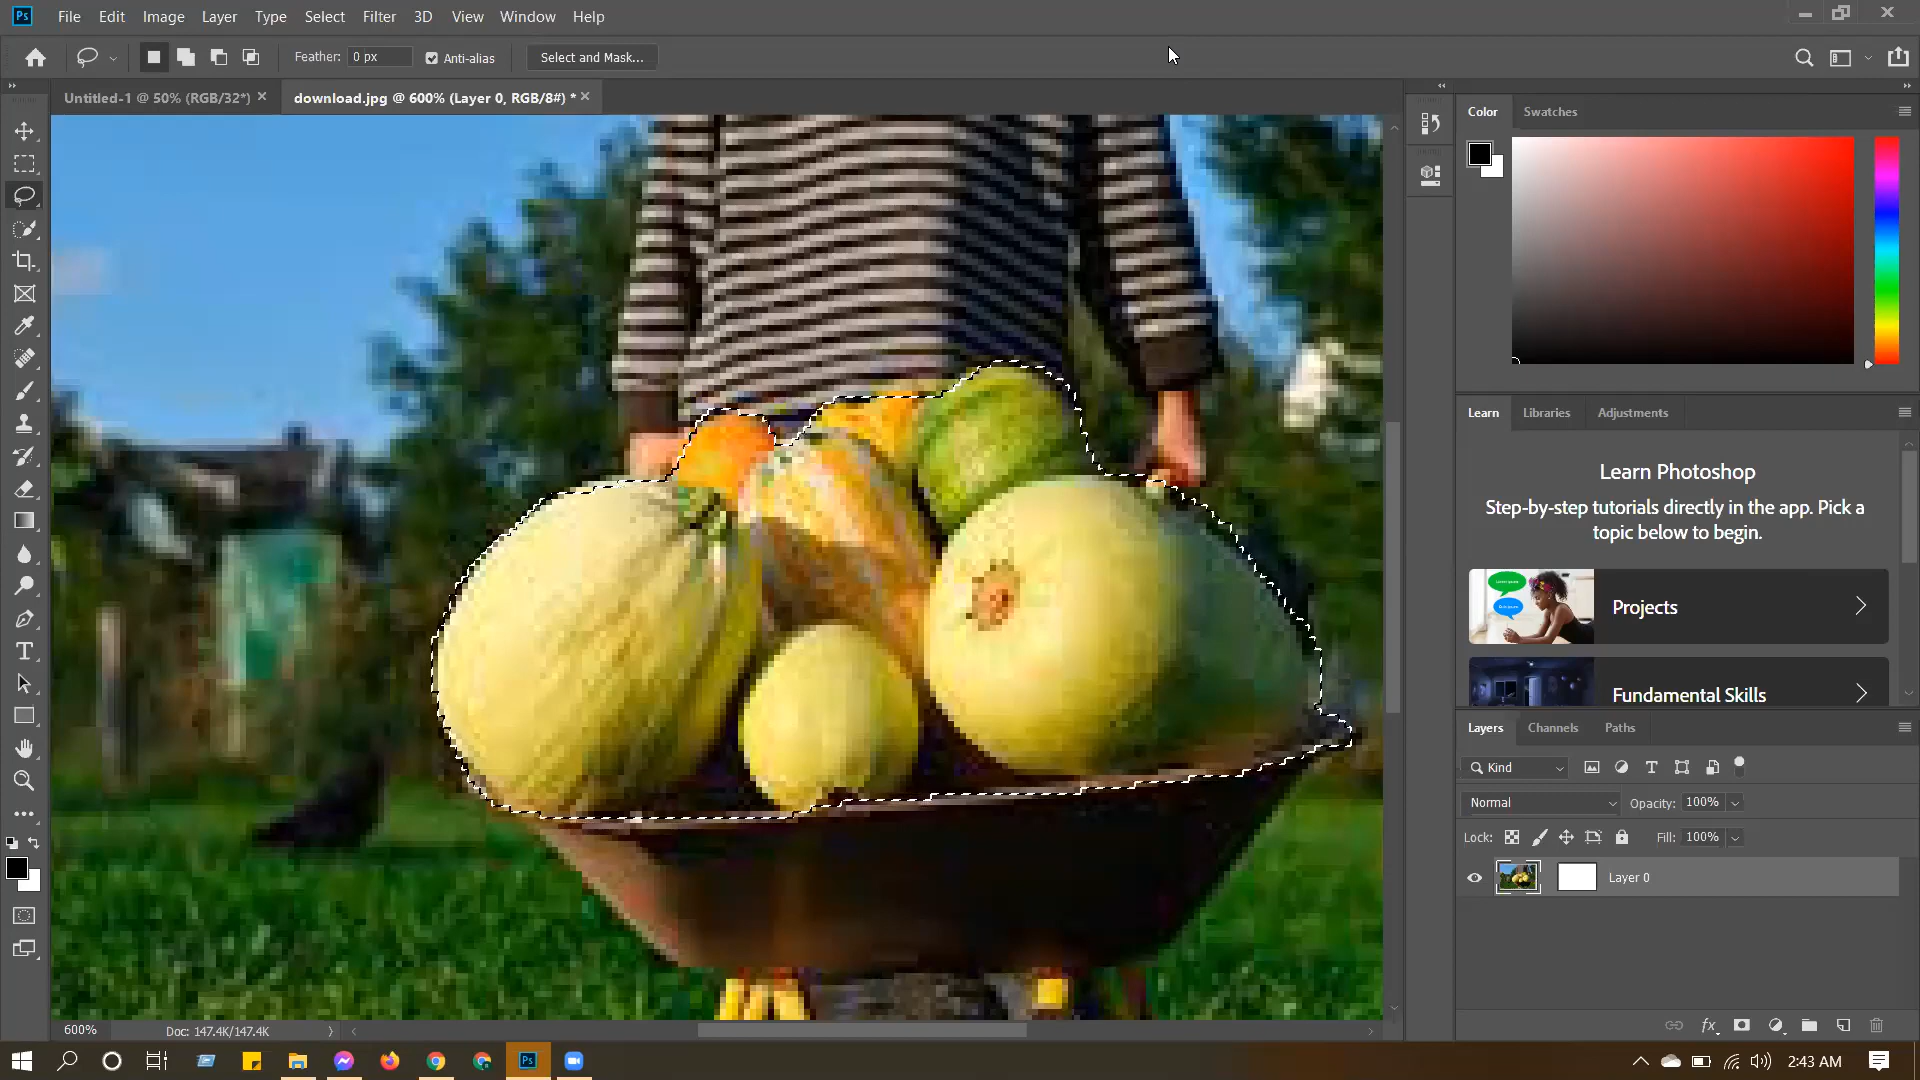 Ps File Edit Image Layer Type Select Filter 3D View Window Help
Feather: 0 px Anti-alias Select and Mask...
Untitled-1 @ 50% (RGB/32*) × download.jpg @ 600% (Layer 0, RGB/8#) * ×
Color Swatches
Learn Libraries Adjustments
Learn Photoshop
Step-by-step tutorials directly in the app. Pick a
topic below to begin.
Projects
Fundamental Skills
Layers Channels Paths
Kind
Normal Opacity: 100%
Lock: Fill: 100%
Layer 0
600% Doc: 147.4K/147.4K
Ps 2:43 AM